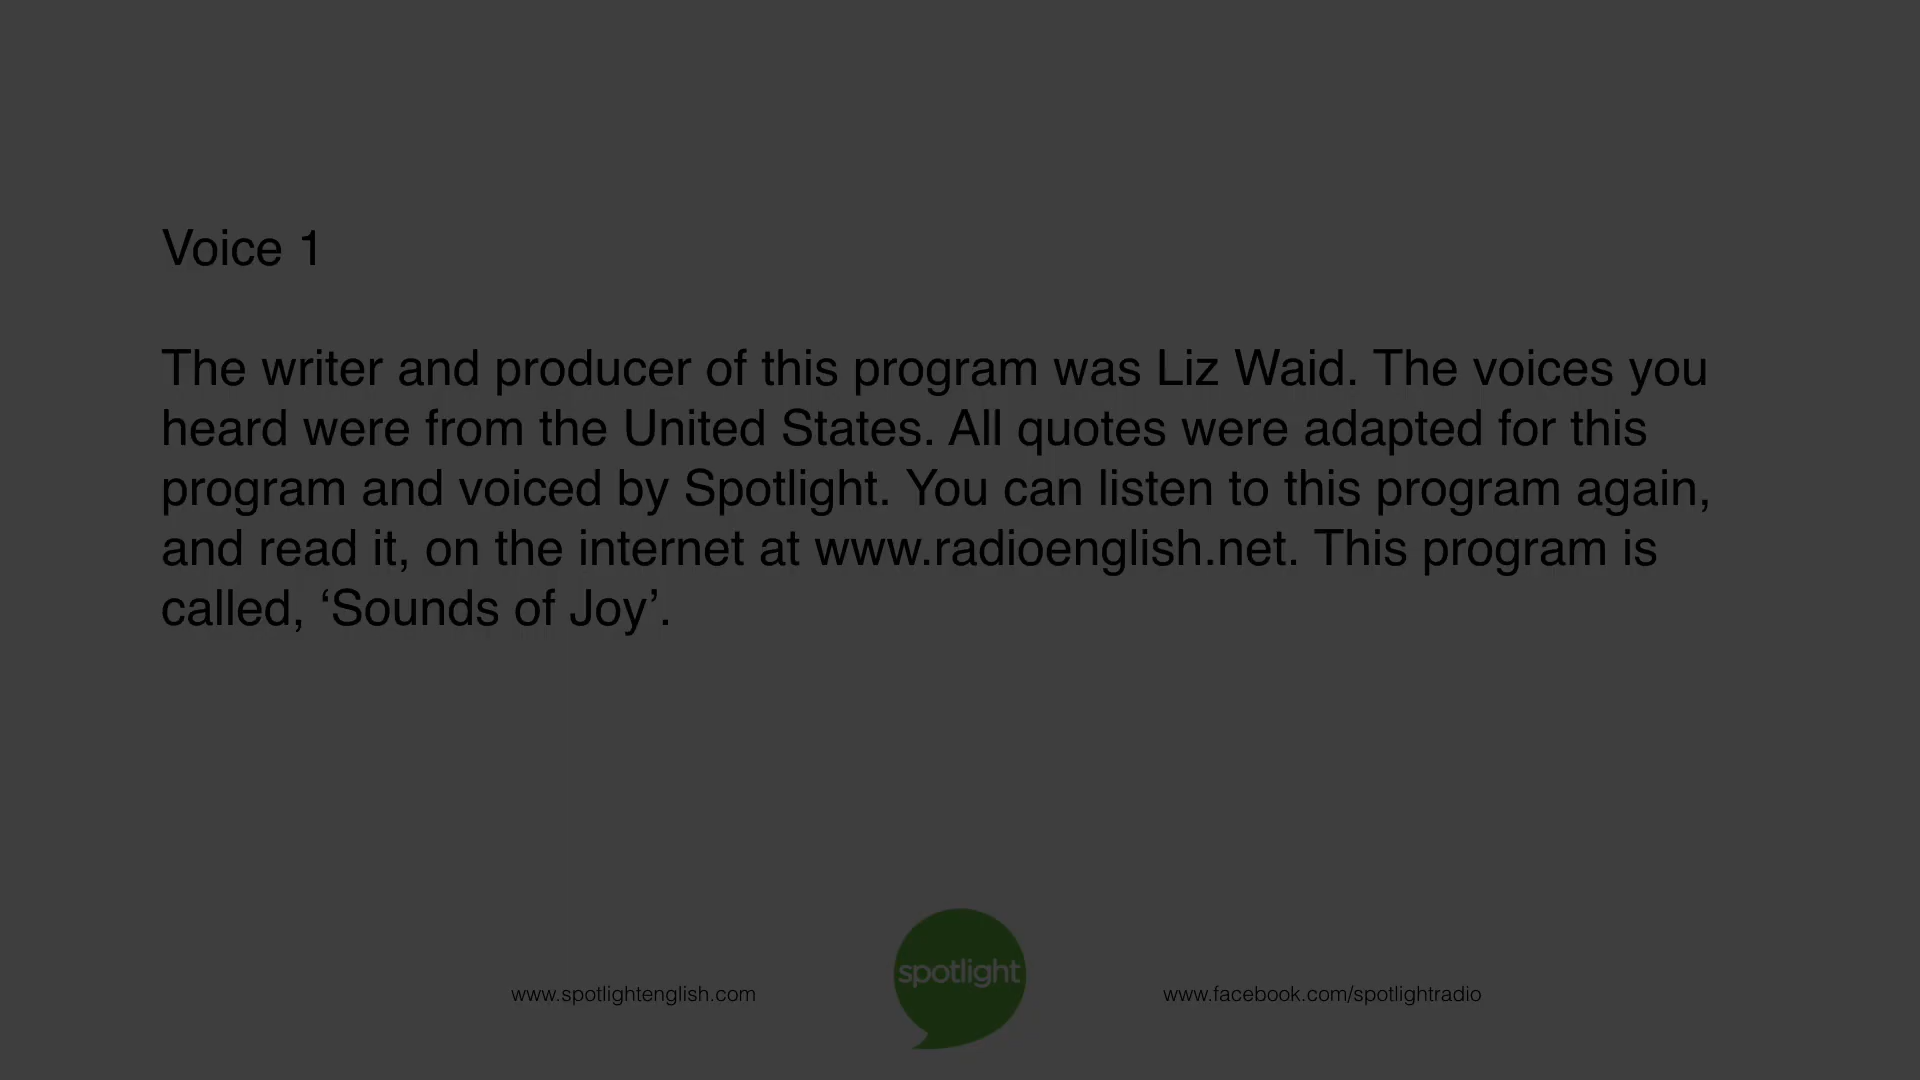 Voice 1
The writer and producer of this program was Liz Waid. The voices you
heard were from the United States. All quotes were adapted for this
program and voiced by Spotlight. You can listen to this program again,
and read it, on the internet at www.radioenglish.net. This program is
called, ‘Sounds of Joy’.
www.spotlightenglish.com
spotlight
www.facebook.com/spotlightradio